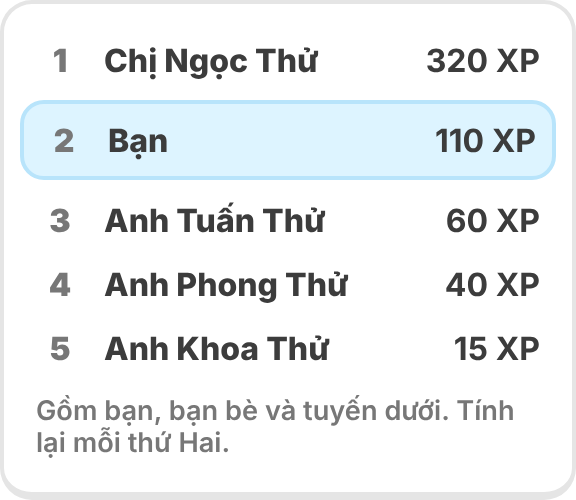 1 Chị Ngọc Thử 320 XP
2 Bạn 110 XP
3 Anh Tuấn Thử 60 XP
4 Anh Phong Thử 40 XP
5 Anh Khoa Thử 15 XP
Gồm bạn, bạn bè và tuyến dưới. Tính
lại mỗi thứ Hai.